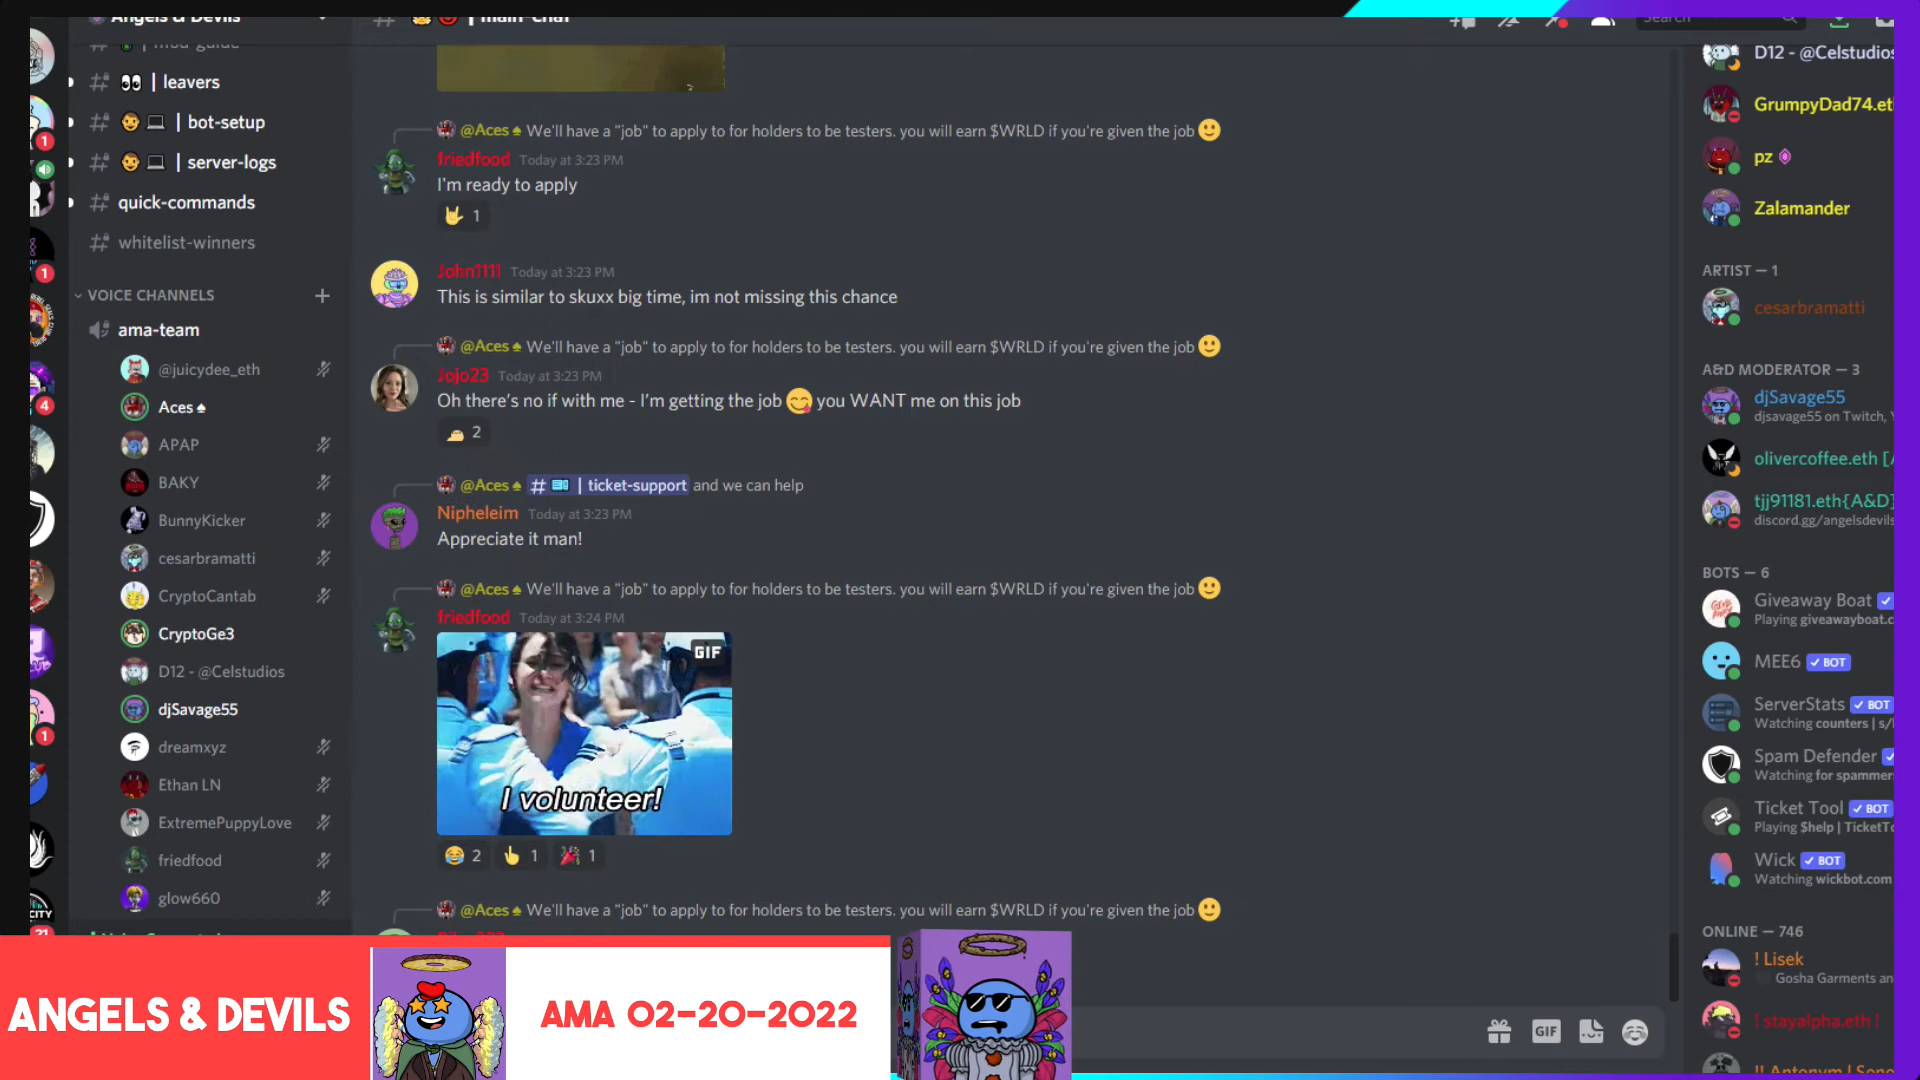 Angels & Devils
# | main-chat
Search
# | mod-guide
# | leavers
# | bot-setup
# | server-logs
# quick-commands
# whitelist-winners
VOICE CHANNELS
ama-team
@juicydee_eth
Aces ♠
APAP
BAKY
BunnyKicker
cesarbramatti
CryptoCantab
CryptoGe3
D12 - @Celstudios
djSavage55
dreamxyz
Ethan LN
ExtremePuppyLove
friedfood
glow660
1
1
4
1
21
CITY
@Aces ♠ We'll have a "job" to apply to for holders to be testers. you will earn $WRLD if you're given the job 🙂
friedfood Today at 3:23 PM
I'm ready to apply
🤟 1
John1111 Today at 3:23 PM
This is similar to skuxx big time, im not missing this chance
@Aces ♠ We'll have a "job" to apply to for holders to be testers. you will earn $WRLD if you're given the job 🙂
Jojo23 Today at 3:23 PM
Oh there's no if with me - I'm getting the job 😋 you WANT me on this job
2
@Aces ♠ # | ticket-support and we can help
Nipheleim Today at 3:23 PM
Appreciate it man!
@Aces ♠ We'll have a "job" to apply to for holders to be testers. you will earn $WRLD if you're given the job 🙂
friedfood Today at 3:24 PM
GIF
I volunteer!
😂 2 👆 1 🎉 1
@Aces ♠ We'll have a "job" to apply to for holders to be testers. you will earn $WRLD if you're given the job 🙂
GIF
D12 - @Celstudios
GrumpyDad74.et
pz
Zalamander
ARTIST — 1
cesarbramatti
A&D MODERATOR — 3
djSavage55
djsavage55 on Twitch, Y
olivercoffee.eth [A
tjj91181.eth{A&D}
discord.gg/angelsdevils
BOTS — 6
Giveaway Boat
Playing giveawayboat.c
MEE6 ✓ BOT
ServerStats ✓ BOT
Watching counters | s/
Spam Defender ✓
Watching for spammer
Ticket Tool ✓ BOT
Playing $help | TicketTo
Wick ✓ BOT
Watching wickbot.com
ONLINE — 746
! Lisek
Gosha Garments an
! stayalpha.eth !
!! Antonym | Song
ANGELS & DEVILS
AMA 02-20-2022